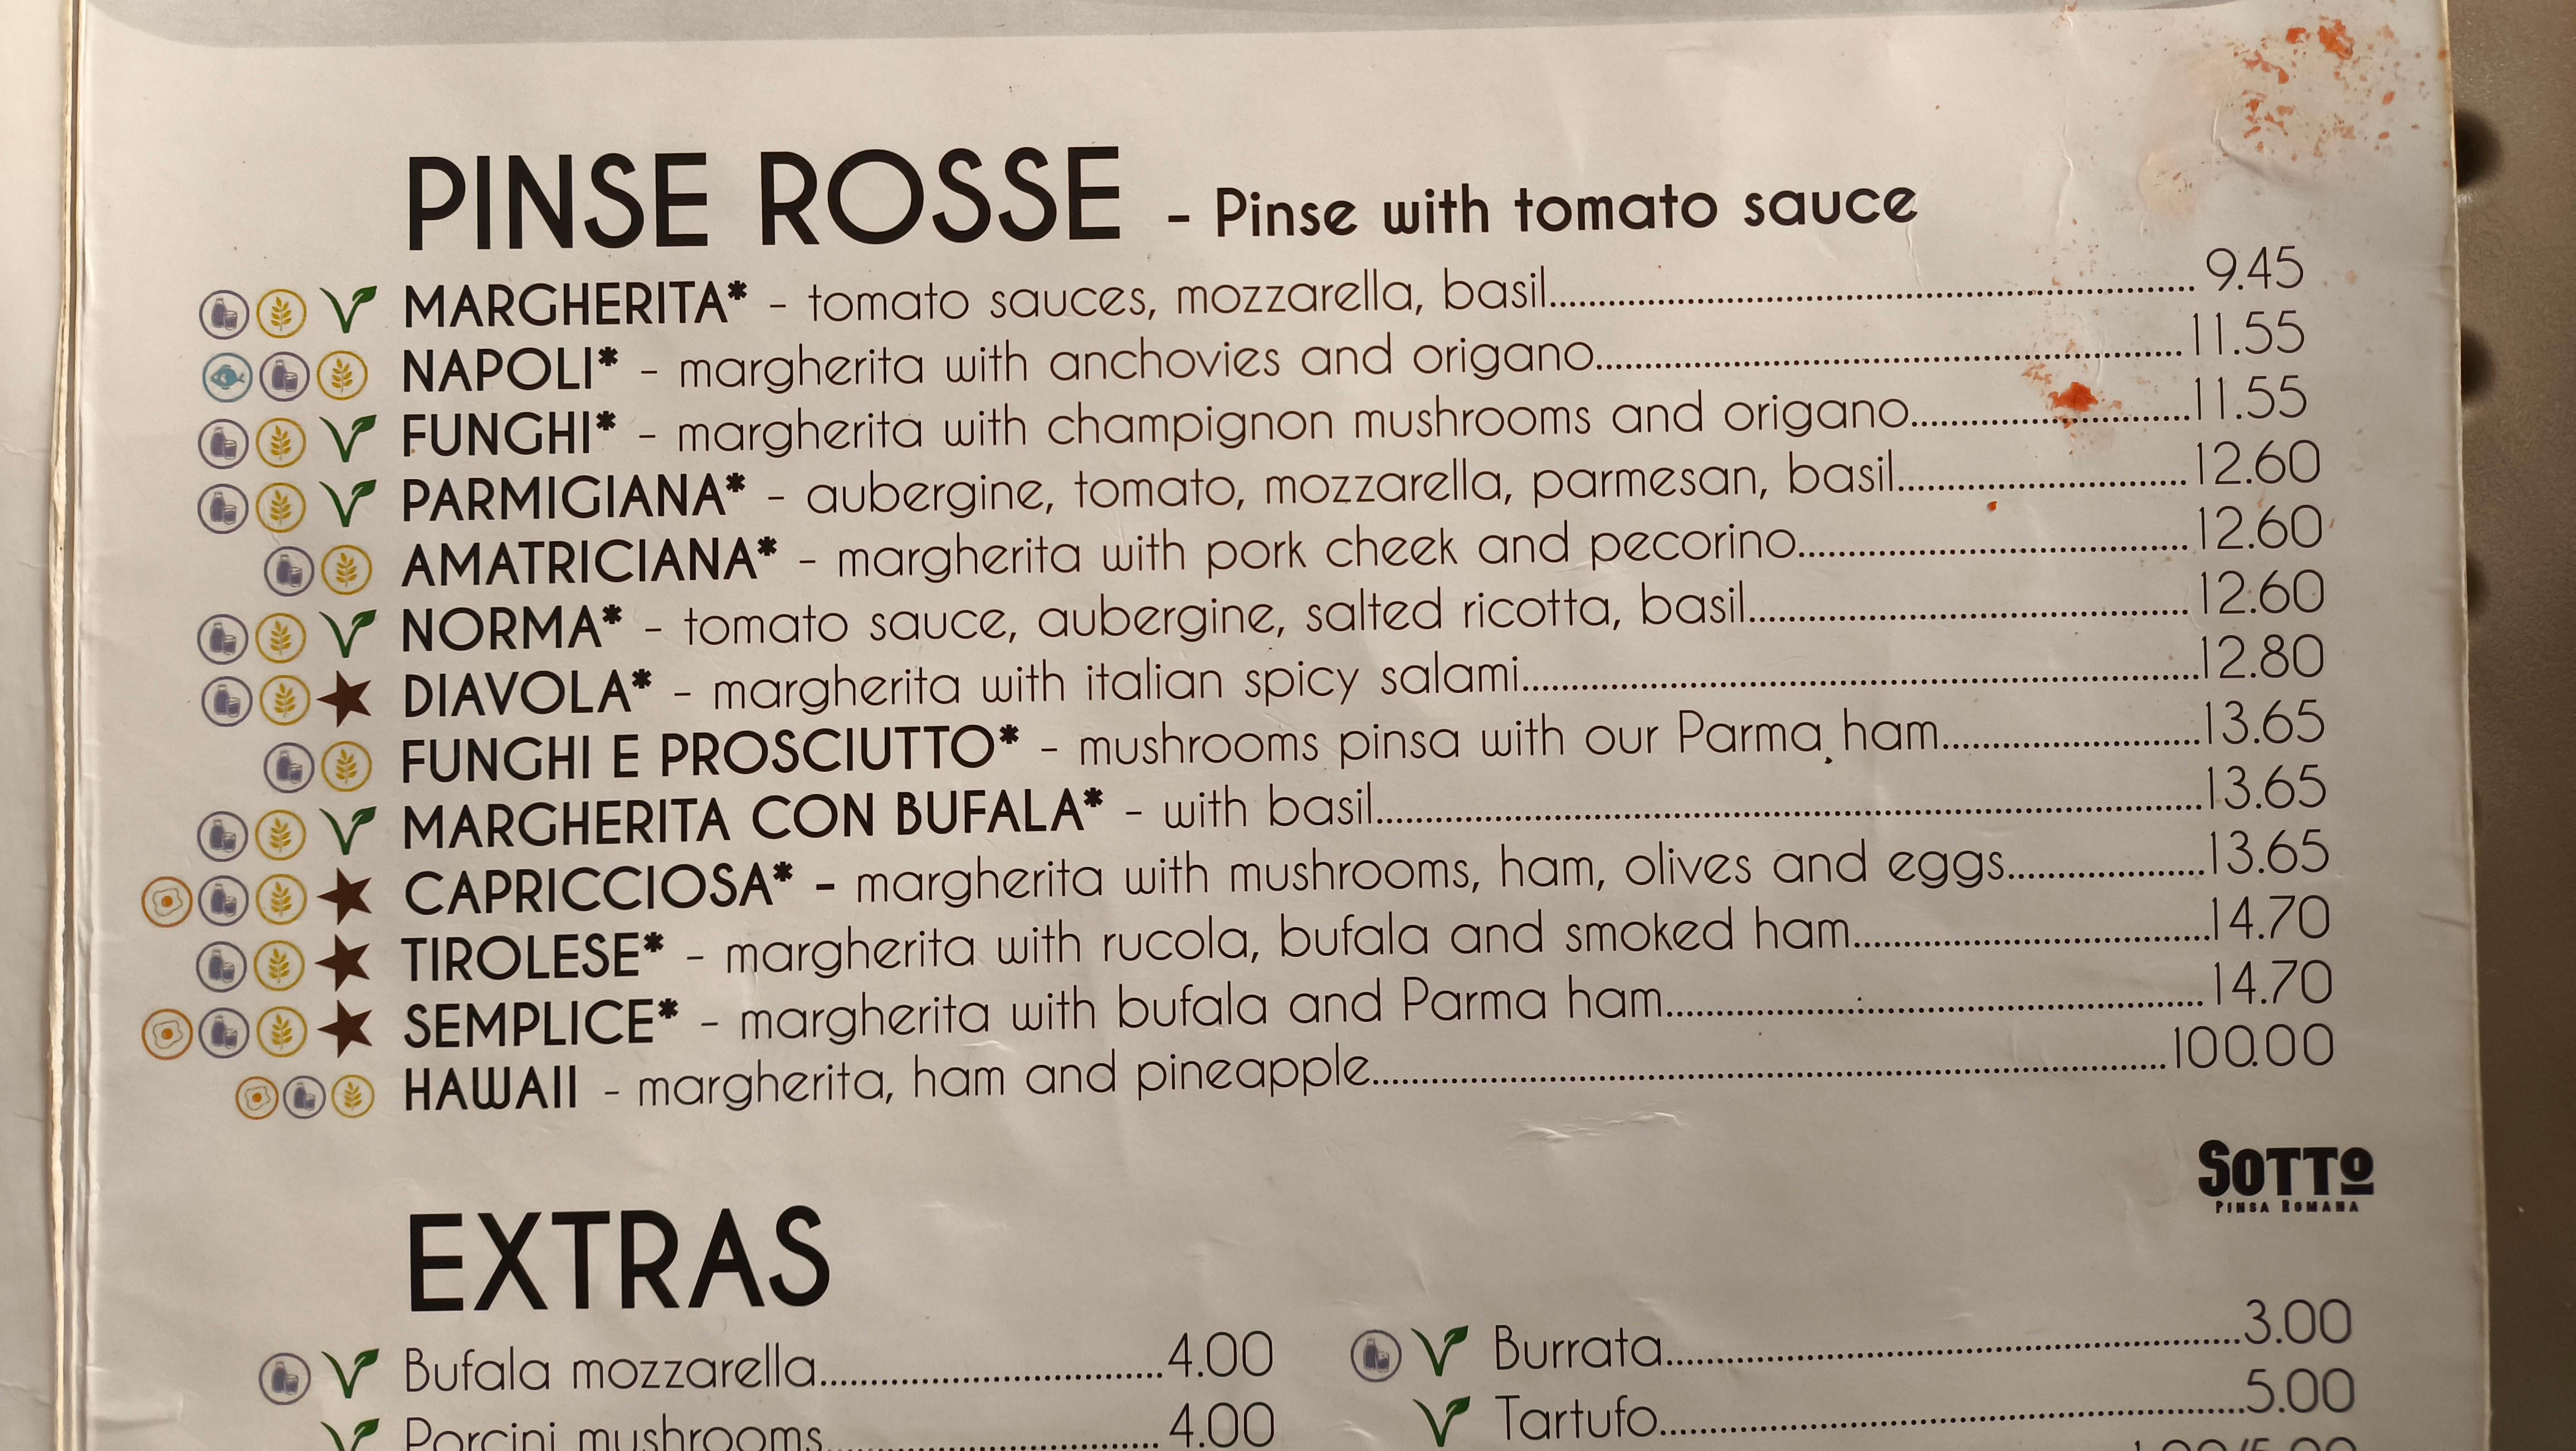 PINSE ROSSE - Pinse with tomato sauce
MARGHERITA* - tomato sauces, mozzarella, basil.......... 9.45
NAPOLI* - margherita with anchovies and origano.......... 11.55
FUNGHI* - margherita with champignon mushrooms and origano.......... 11.55
PARMIGIANA* - aubergine, tomato, mozzarella, parmesan, basil.......... 12.60
AMATRICIANA* - margherita with pork cheek and pecorino.......... 12.60
NORMA* - tomato sauce, aubergine, salted ricotta, basil.......... 12.60
DIAVOLA* - margherita with italian spicy salami.......... 12.80
FUNGHI E PROSCIUTTO* - mushrooms pinsa with our Parma ham.......... 13.65
MARGHERITA CON BUFALA* - with basil.......... 13.65
CAPRICCIOSA* - margherita with mushrooms, ham, olives and eggs.......... 13.65
TIROLESE* - margherita with rucola, bufala and smoked ham.......... 14.70
SEMPLICE* - margherita with bufala and Parma ham.......... 14.70
HAWAII - margherita, ham and pineapple.......... 100.00
SOTTO
PINSA ROMANA
EXTRAS
Bufala mozzarella.......... 4.00
Porcini mushrooms.......... 4.00
Burrata.......... 3.00
Tartufo.......... 5.00